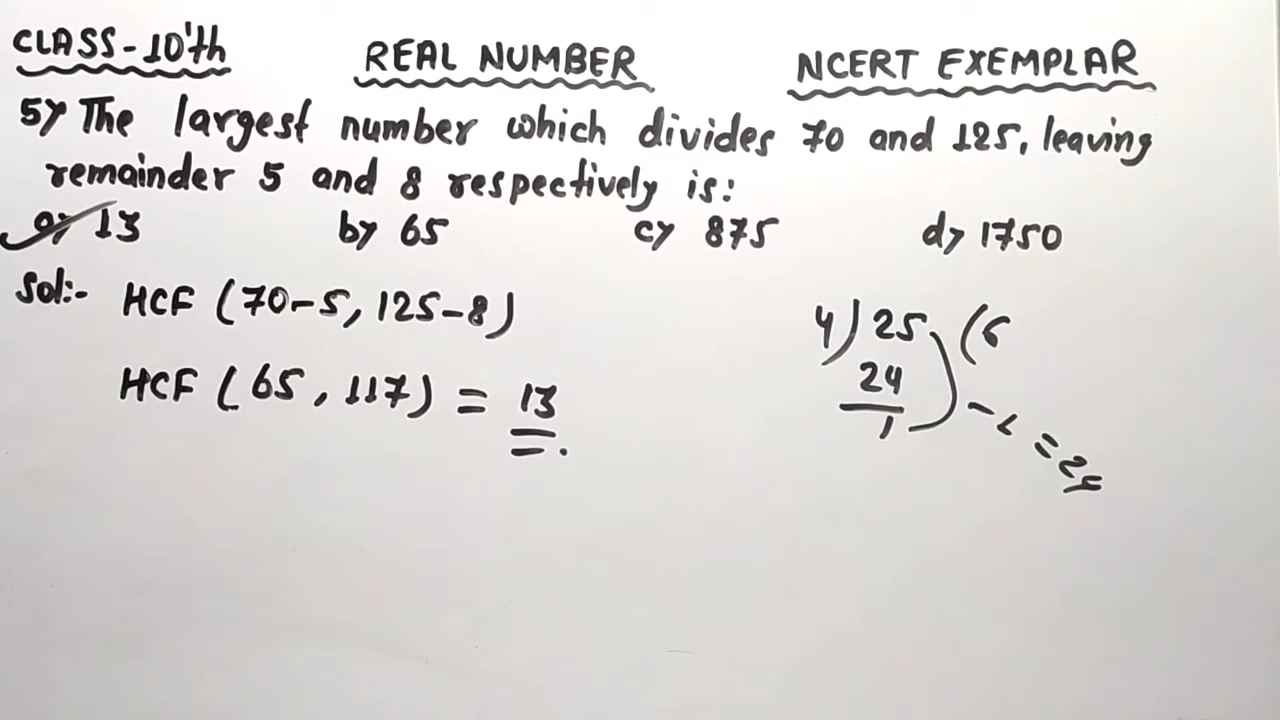 CLASS-10'th REAL NUMBER NCERT EXEMPLAR
5> The largest number which divides 70 and 125, leaving
remainder 5 and 8 respectively is:
a> 13 b> 65 c> 875 d> 1750
Sol:- HCF (70-5, 125-8)
HCF (65, 117) = 13.
4) 25 (6
24
1